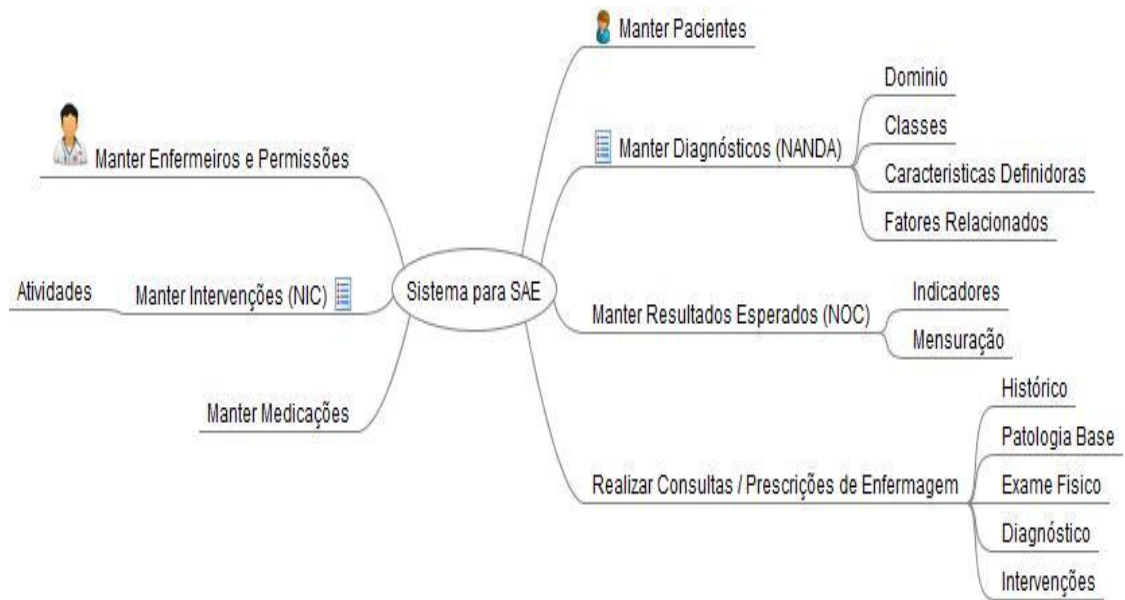 Manter Pacientes
Manter Diagnósticos (NANDA)
Dominio
Classes
Caracteristicas Definidoras
Fatores Relacionados
Manter Enfermeiros e Permissões
Sistema para SAE
Manter Intervenções (NIC)
Atividades
Manter Medicações
Manter Resultados Esperados (NOC)
Indicadores
Mensuração
Realizar Consultas / Prescrições de Enfermagem
Histórico
Patologia Base
Exame Fisico
Diagnóstico
Intervenções